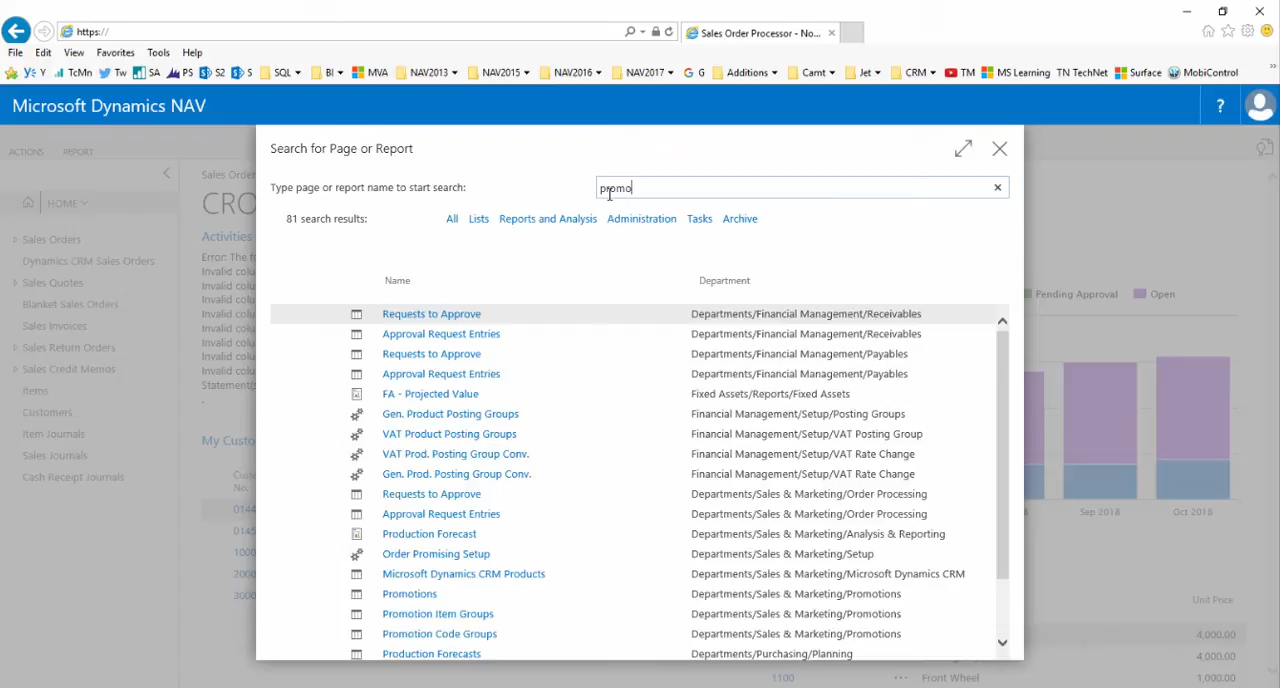 https://
Sales Order Processor - No...
File Edit View Favorites Tools Help
Y TcMn Tw SA PS S2 S SQL BI MVA NAV2013 NAV2015 NAV2016 NAV2017 G Additions Camt Jet CRM TM MS Learning TN TechNet Surface MobiControl
Microsoft Dynamics NAV ?
ACTIONS REPORT
Search for Page or Report
Type page or report name to start search: promo
81 search results: All Lists Reports and Analysis Administration Tasks Archive
Name Department
Requests to Approve Departments/Financial Management/Receivables
Approval Request Entries Departments/Financial Management/Receivables
Requests to Approve Departments/Financial Management/Payables
Approval Request Entries Departments/Financial Management/Payables
FA - Projected Value Fixed Assets/Reports/Fixed Assets
Gen. Product Posting Groups Financial Management/Setup/Posting Groups
VAT Product Posting Groups Financial Management/Setup/VAT Posting Group
VAT Prod. Posting Group Conv. Financial Management/Setup/VAT Rate Change
Gen. Prod. Posting Group Conv. Financial Management/Setup/VAT Rate Change
Requests to Approve Departments/Sales & Marketing/Order Processing
Approval Request Entries Departments/Sales & Marketing/Order Processing
Production Forecast Departments/Sales & Marketing/Analysis & Reporting
Order Promising Setup Departments/Sales & Marketing/Setup
Microsoft Dynamics CRM Products Departments/Sales & Marketing/Microsoft Dynamics CRM
Promotions Departments/Sales & Marketing/Promotions
Promotion Item Groups Departments/Sales & Marketing/Promotions
Promotion Code Groups Departments/Sales & Marketing/Promotions
Production Forecasts Departments/Purchasing/Planning
HOME
Sales Orders
Dynamics CRM Sales Orders
Sales Quotes
Blanket Sales Orders
Sales Invoices
Sales Return Orders
Sales Credit Memos
Items
Customers
Item Journals
Sales Journals
Cash Receipt Journals
Sales Order
CRO
Activities
Error: The
Invalid
Invalid
Invalid
Invalid
Invalid
Invalid
Statement(s
My
No.
0144
0145
1000
2000
3000
Pending Approval Open
Sep 2018 Oct 2018
Unit Price
4,000.00
4,000.00
1100 ... Front Wheel 1,000.00